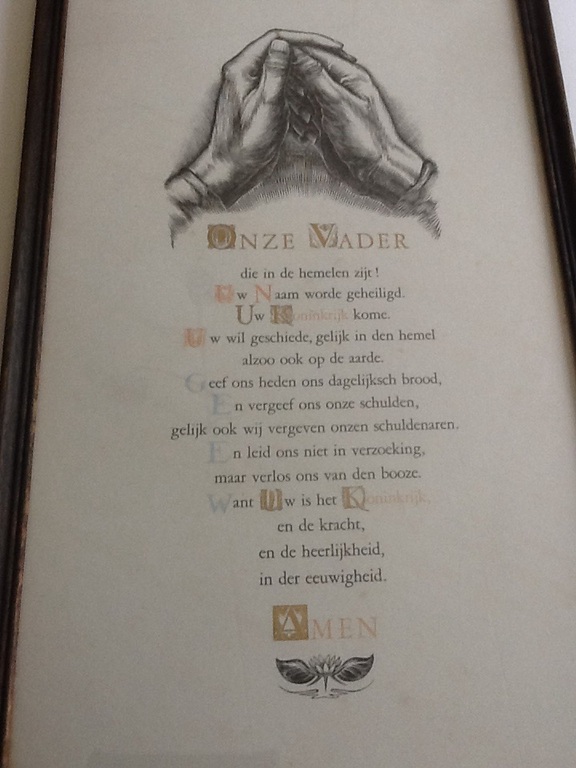 ONZE VADER
die in de hemelen zijt!
Uw Naam worde geheiligd.
Uw Koninkrijk kome.
Uw wil geschiede, gelijk in den hemel
alzoo ook op de aarde.
Geef ons heden ons dagelijksch brood,
En vergeef ons onze schulden,
gelijk ook wij vergeven onzen schuldenaren.
En leid ons niet in verzoeking,
maar verlos ons van den booze.
Want Uw is het Koninkrijk,
en de kracht,
en de heerlijkheid,
in der eeuwigheid.
AMEN